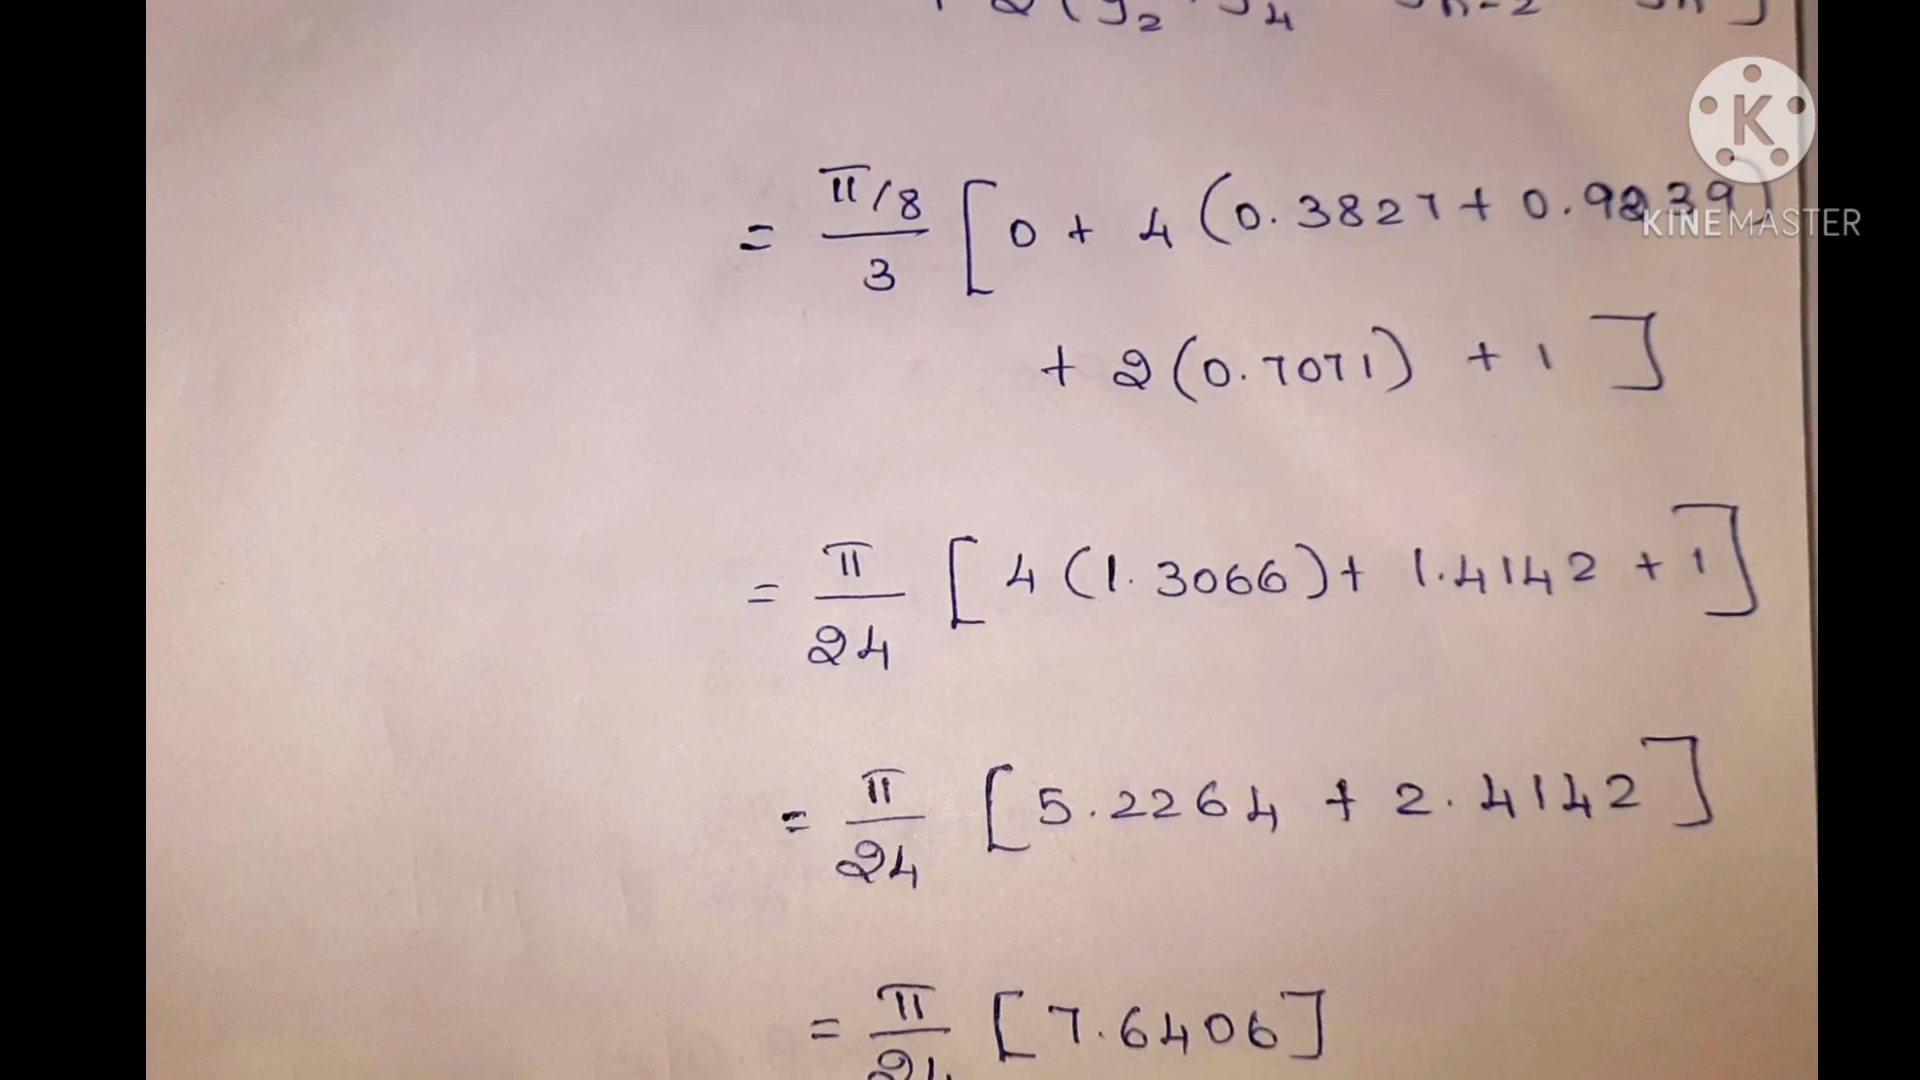 = π/8 / 3 [ 0 + 4 (0.3827 + 0.9239)
+ 2 (0.7071) + 1 ]
= π / 24 [ 4 (1.3066) + 1.4142 + 1 ]
= π / 24 [ 5.2264 + 2.4142 ]
= π / 24 [ 7.6406 ]
K
KINEMASTER